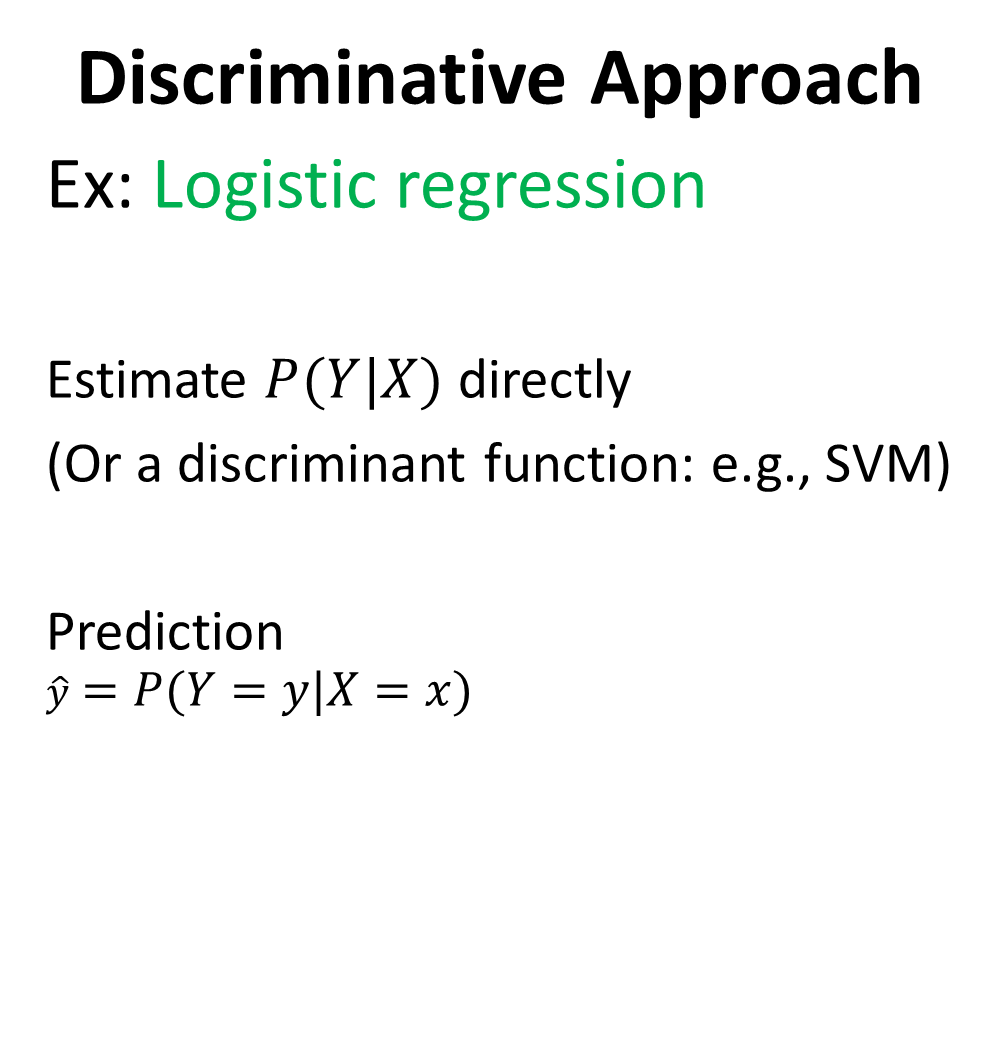 Discriminative Approach
Ex: Logistic regression
Estimate P(Y|X) directly
(Or a discriminant function: e.g., SVM)
Prediction
ŷ = P(Y = y|X = x)